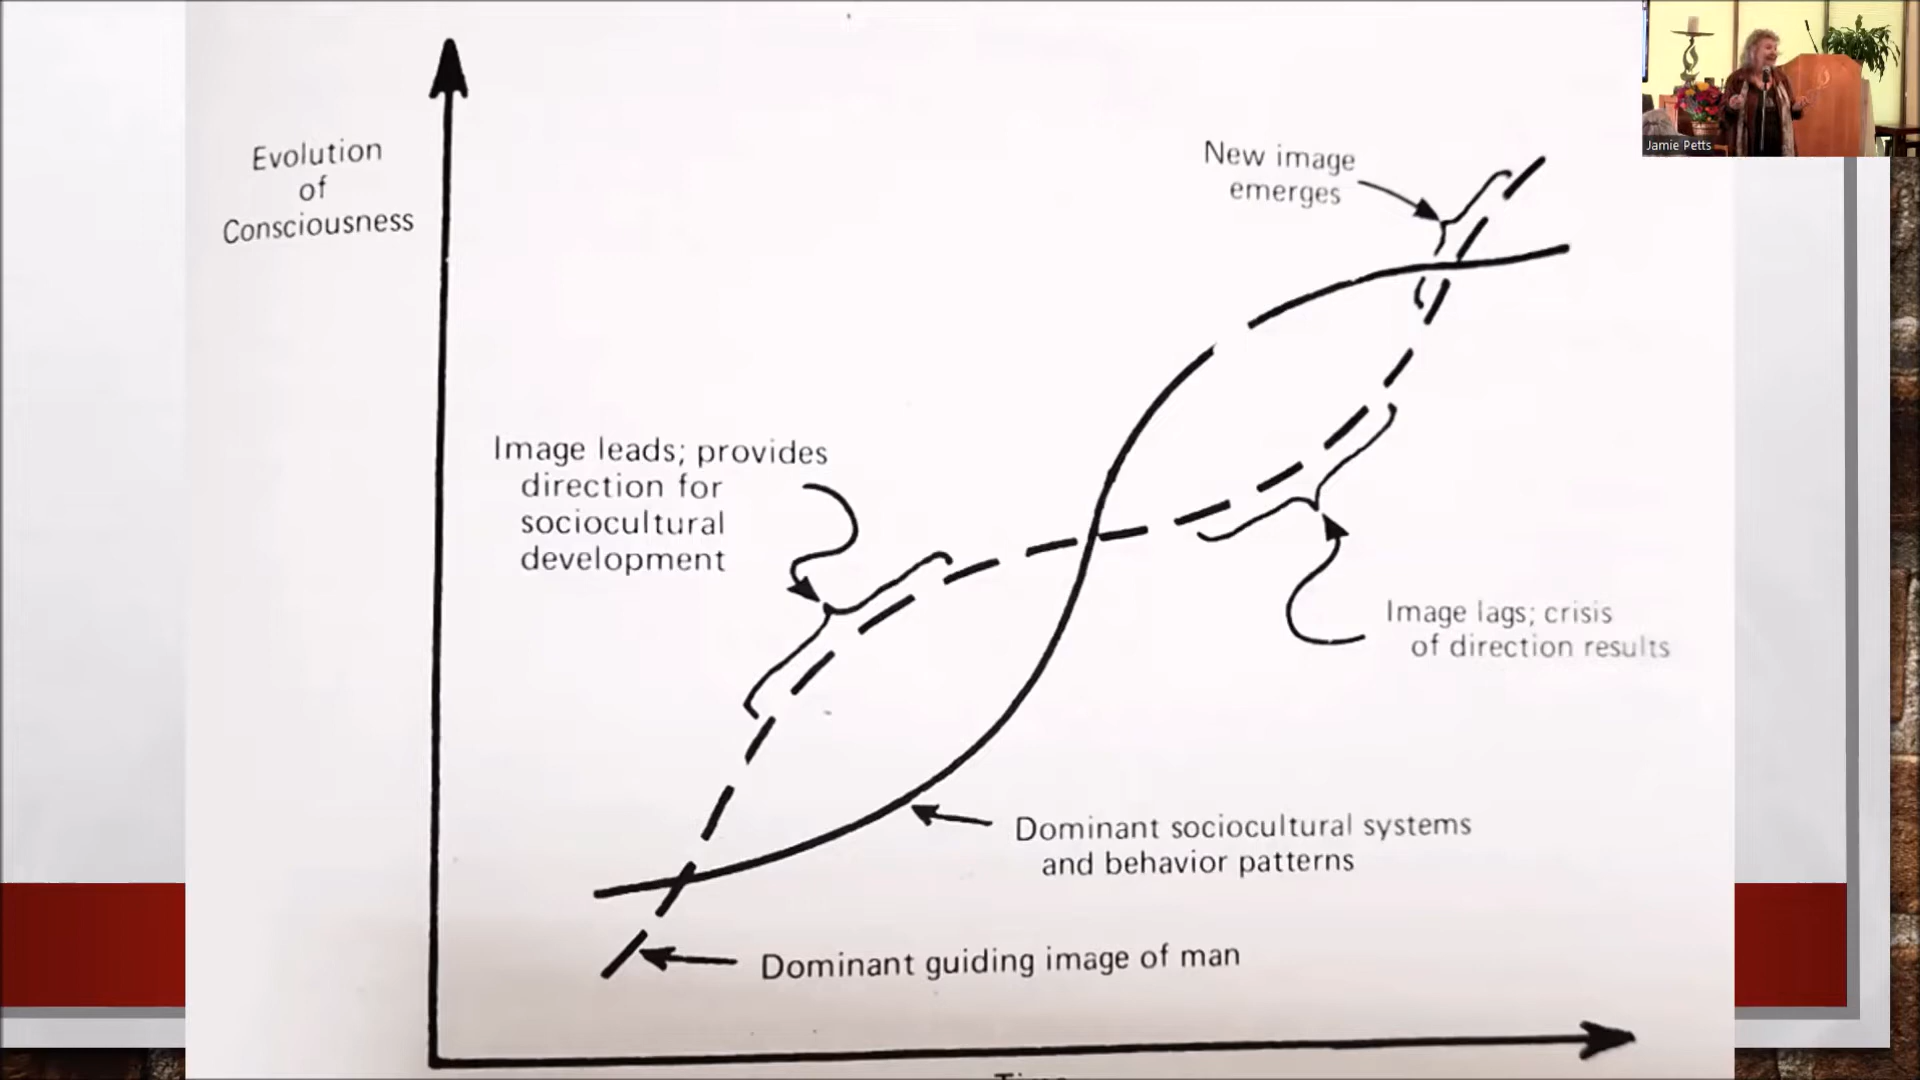 Evolution
of
Consciousness
New image
emerges
Jamie Petts
Image leads; provides
direction for
sociocultural
development
Image lags; crisis
of direction results
Dominant sociocultural systems
and behavior patterns
Dominant guiding image of man